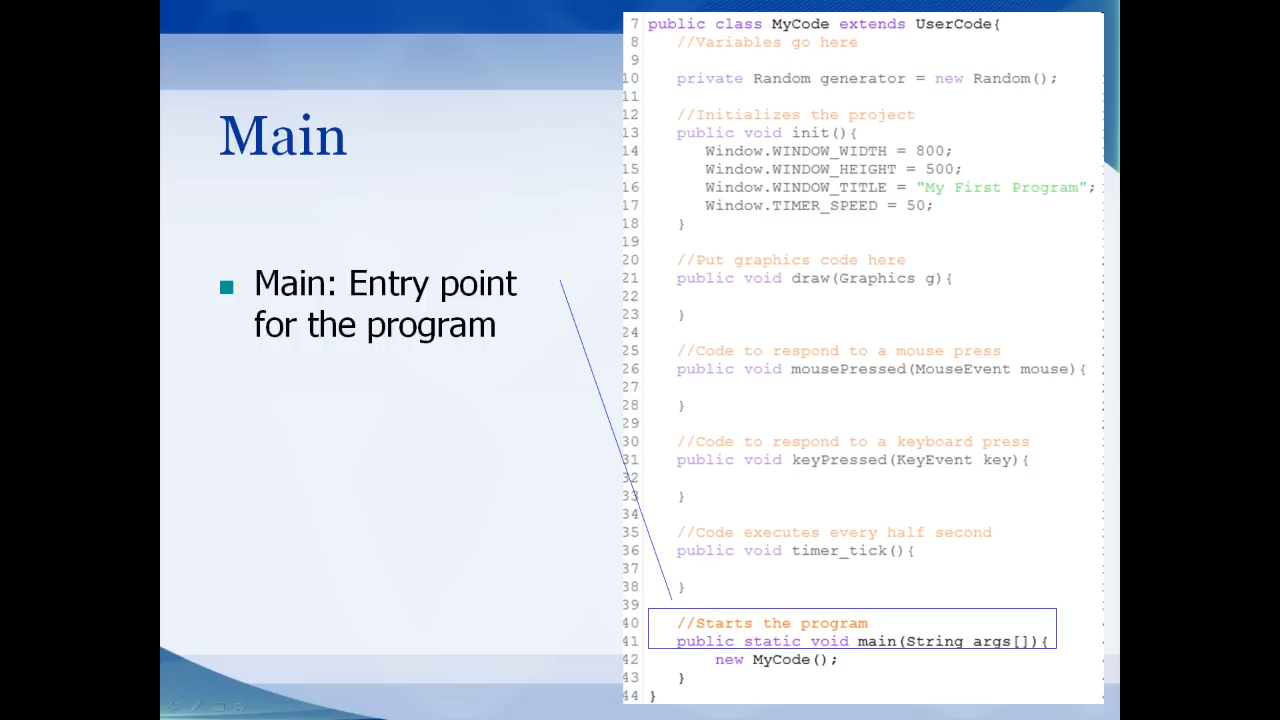 Main
Main: Entry point
for the program
7 public class MyCode extends UserCode{
8 //Variables go here
9
10 private Random generator = new Random();
11
12 //Initializes the project
13 public void init(){
14 Window.WINDOW_WIDTH = 800;
15 Window.WINDOW_HEIGHT = 500;
16 Window.WINDOW_TITLE = "My First Program";
17 Window.TIMER_SPEED = 50;
18 }
19
20 //Put graphics code here
21 public void draw(Graphics g){
22
23 }
24
25 //Code to respond to a mouse press
26 public void mousePressed(MouseEvent mouse){
27
28 }
29
30 //Code to respond to a keyboard press
31 public void keyPressed(KeyEvent key){
32
33 }
34
35 //Code executes every half second
36 public void timer_tick(){
37
38 }
39
40 //Starts the program
41 public static void main(String args[]){
42 new MyCode();
43 }
44 }